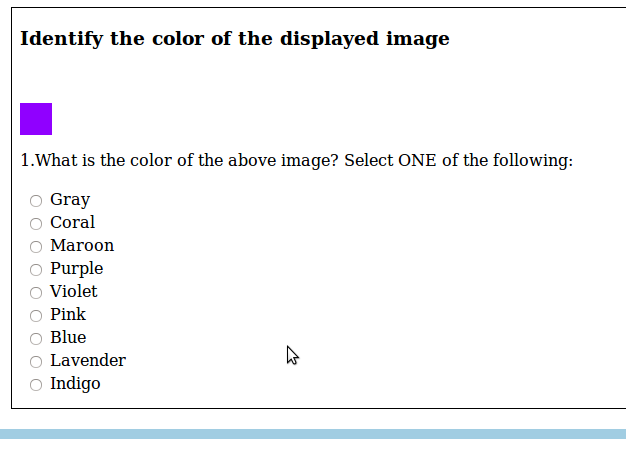 Identify the color of the displayed image
1.What is the color of the above image? Select ONE of the following:
Gray
Coral
Maroon
Purple
Violet
Pink
Blue
Lavender
Indigo